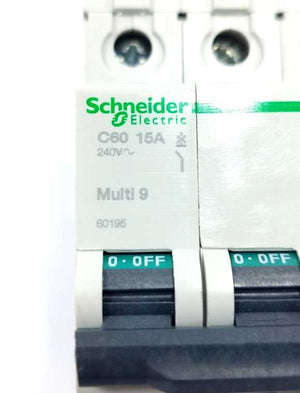 Schneider
Electric
C60 15A
240V~
Multi 9
60195
O·OFF O·OFF